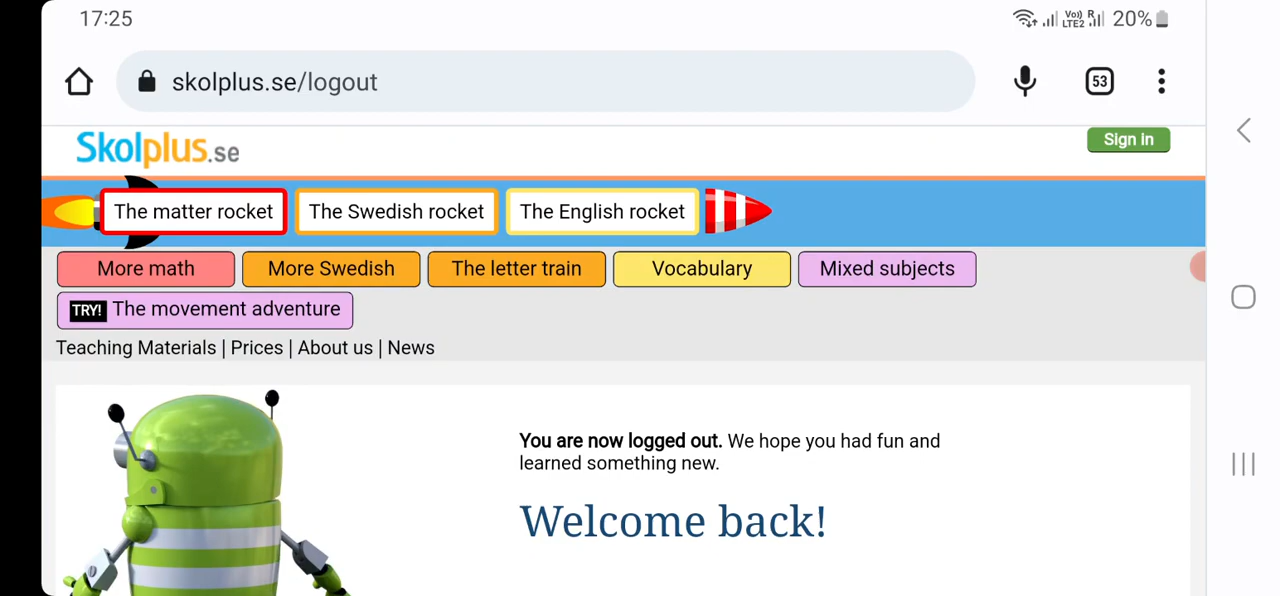 17:25
Vo) R
LTE2 20%
skolplus.se/logout
53
Skolplus.se
Sign in
The matter rocket
The Swedish rocket
The English rocket
More math
More Swedish
The letter train
Vocabulary
Mixed subjects
TRY! The movement adventure
Teaching Materials | Prices | About us | News
You are now logged out. We hope you had fun and
learned something new.
Welcome back!